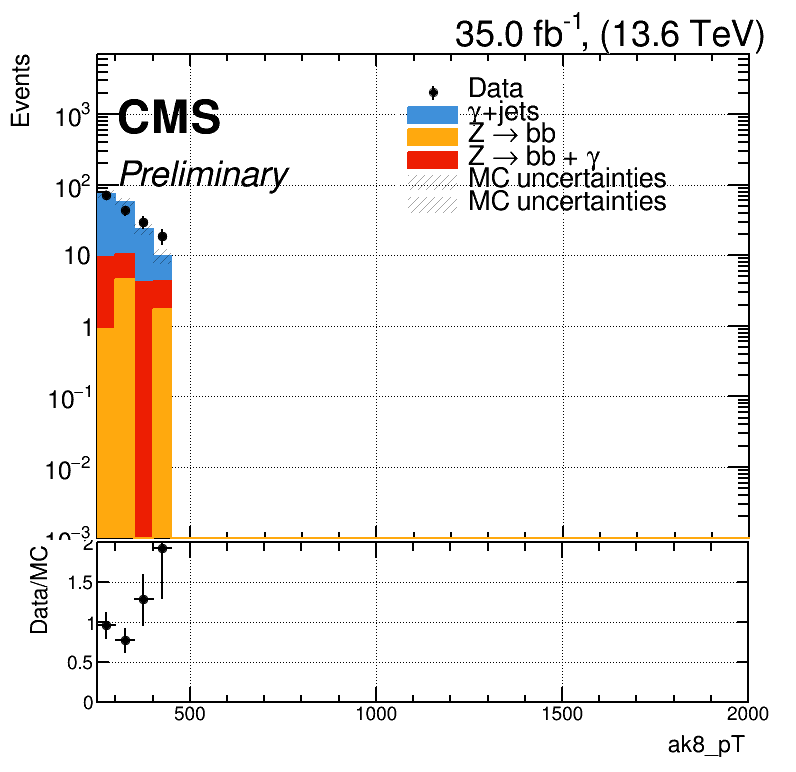 35.0 fb⁻¹, (13.6 TeV)
Events
CMS
Preliminary
Data
γ+jets
Z → bb
Z → bb + γ
MC uncertainties
MC uncertainties
10³
10²
10
1
10⁻¹
10⁻²
10⁻³
Data/MC
2
1.5
1
0.5
0
500 1000 1500 2000
ak8_pT